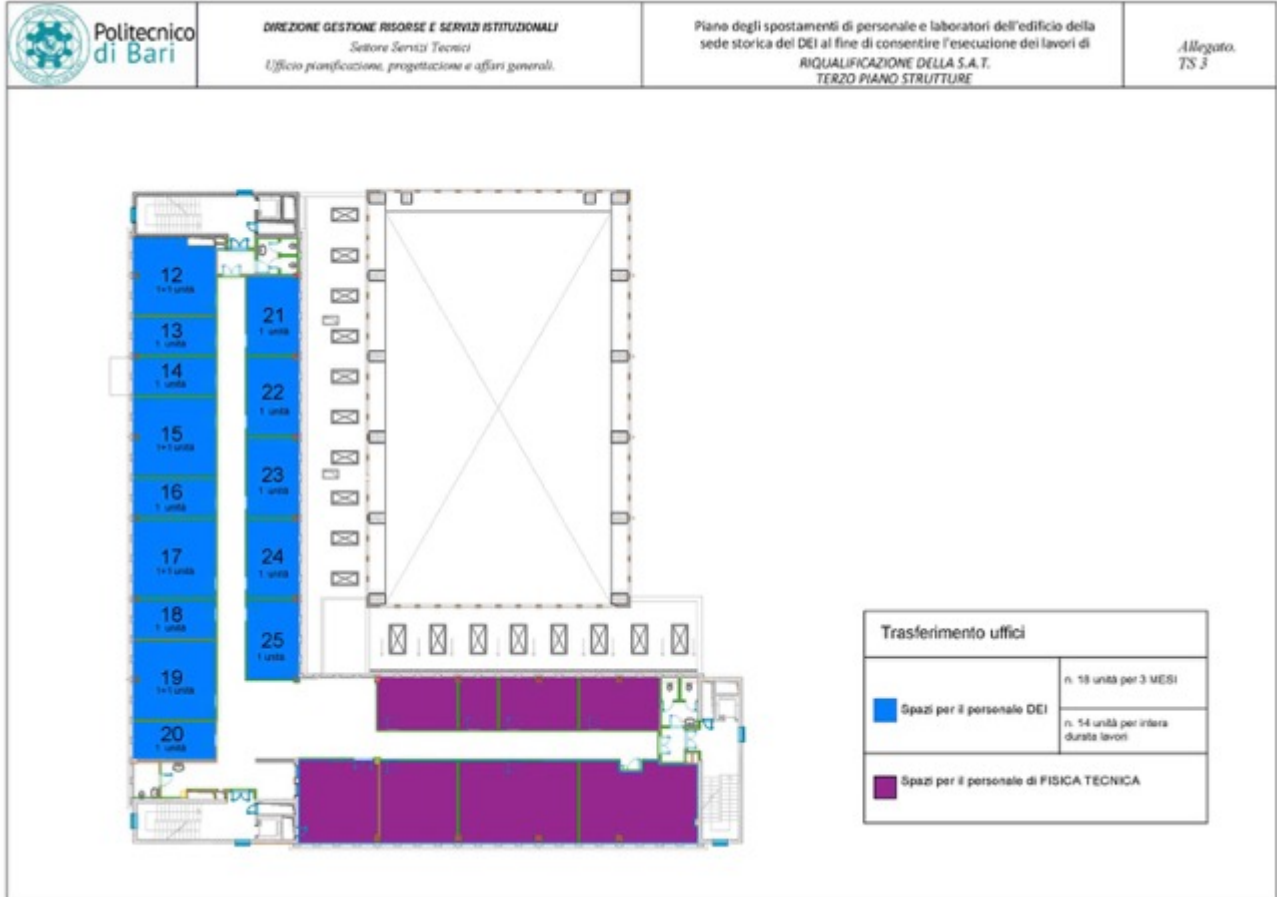 Politecnico
di Bari
DIREZIONE GESTIONE RISORSE E SERVIZI ISTITUZIONALI
Settore Servizi Tecnici
Ufficio pianificazione, progettazione e affari generali.
Piano degli spostamenti di personale e laboratori dell'edificio della
sede storica del DEI al fine di consentire l'esecuzione dei lavori di
RIQUALIFICAZIONE DELLA S.A.T.
TERZO PIANO STRUTTURE
Allegato.
TS 3
12
1+1 unità
13
1 unità
14
1 unità
15
1+1 unità
16
1 unità
17
1+1 unità
18
1 unità
19
1+1 unità
20
1 unità
21
1 unità
22
1 unità
23
1 unità
24
1 unità
25
1 unità
Trasferimento uffici
Spazi per il personale DEI
n. 18 unità per 3 MESI
n. 14 unità per intera
durata lavori
Spazi per il personale di FISICA TECNICA